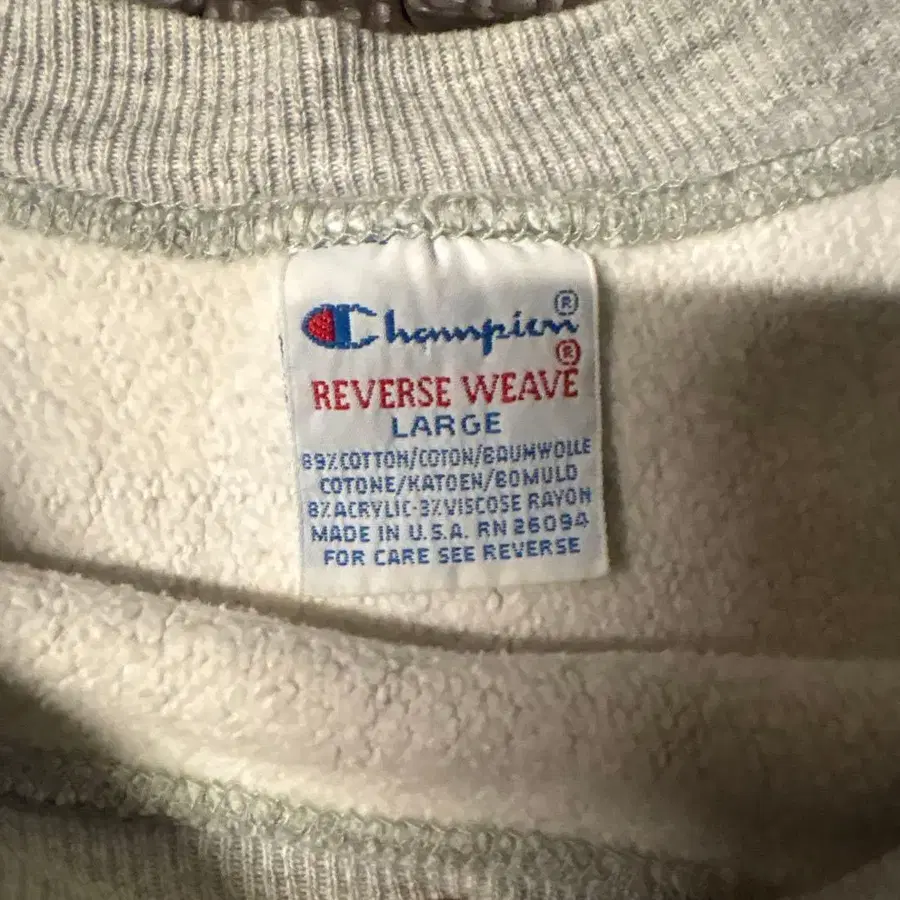 Champion®
REVERSE WEAVE®
LARGE
89% COTTON/COTON/BAUMWOLLE
COTONE/KATOEN/BOMULD
8% ACRYLIC-3% VISCOSE RAYON
MADE IN U.S.A. RN 26094
FOR CARE SEE REVERSE